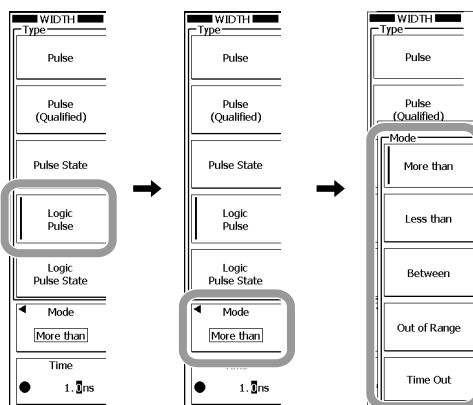 WIDTH
Type
Pulse
Pulse
(Qualified)
Pulse State
Logic
Pulse
Logic
Pulse State
Mode
More than
Time
1.0ns
WIDTH
Type
Pulse
Pulse
(Qualified)
Pulse State
Logic
Pulse
Logic
Pulse State
Mode
More than
1.0ns
WIDTH
Type
Pulse
Pulse
(Qualified)
Mode
More than
Less than
Between
Out of Range
Time Out